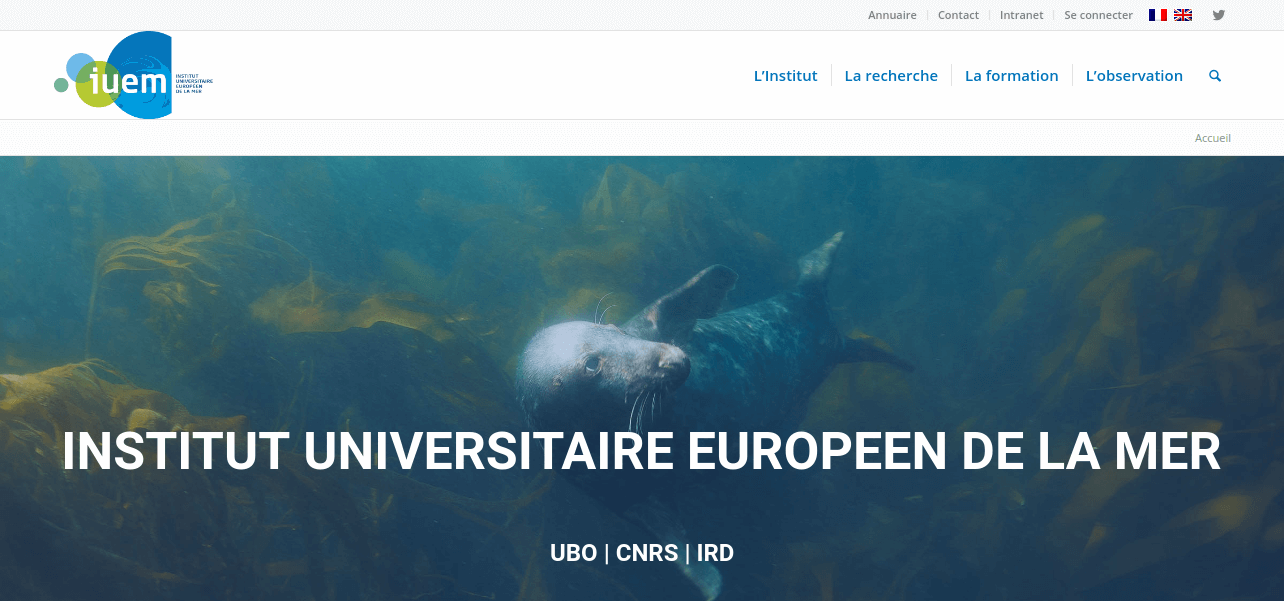 Annuaire
Contact
Intranet
Se connecter
iuem
INSTITUT
UNIVERSITAIRE
EUROPÉEN
DE LA MER
L'Institut
La recherche
La formation
L'observation
Accueil
INSTITUT UNIVERSITAIRE EUROPEEN DE LA MER
UBO | CNRS | IRD